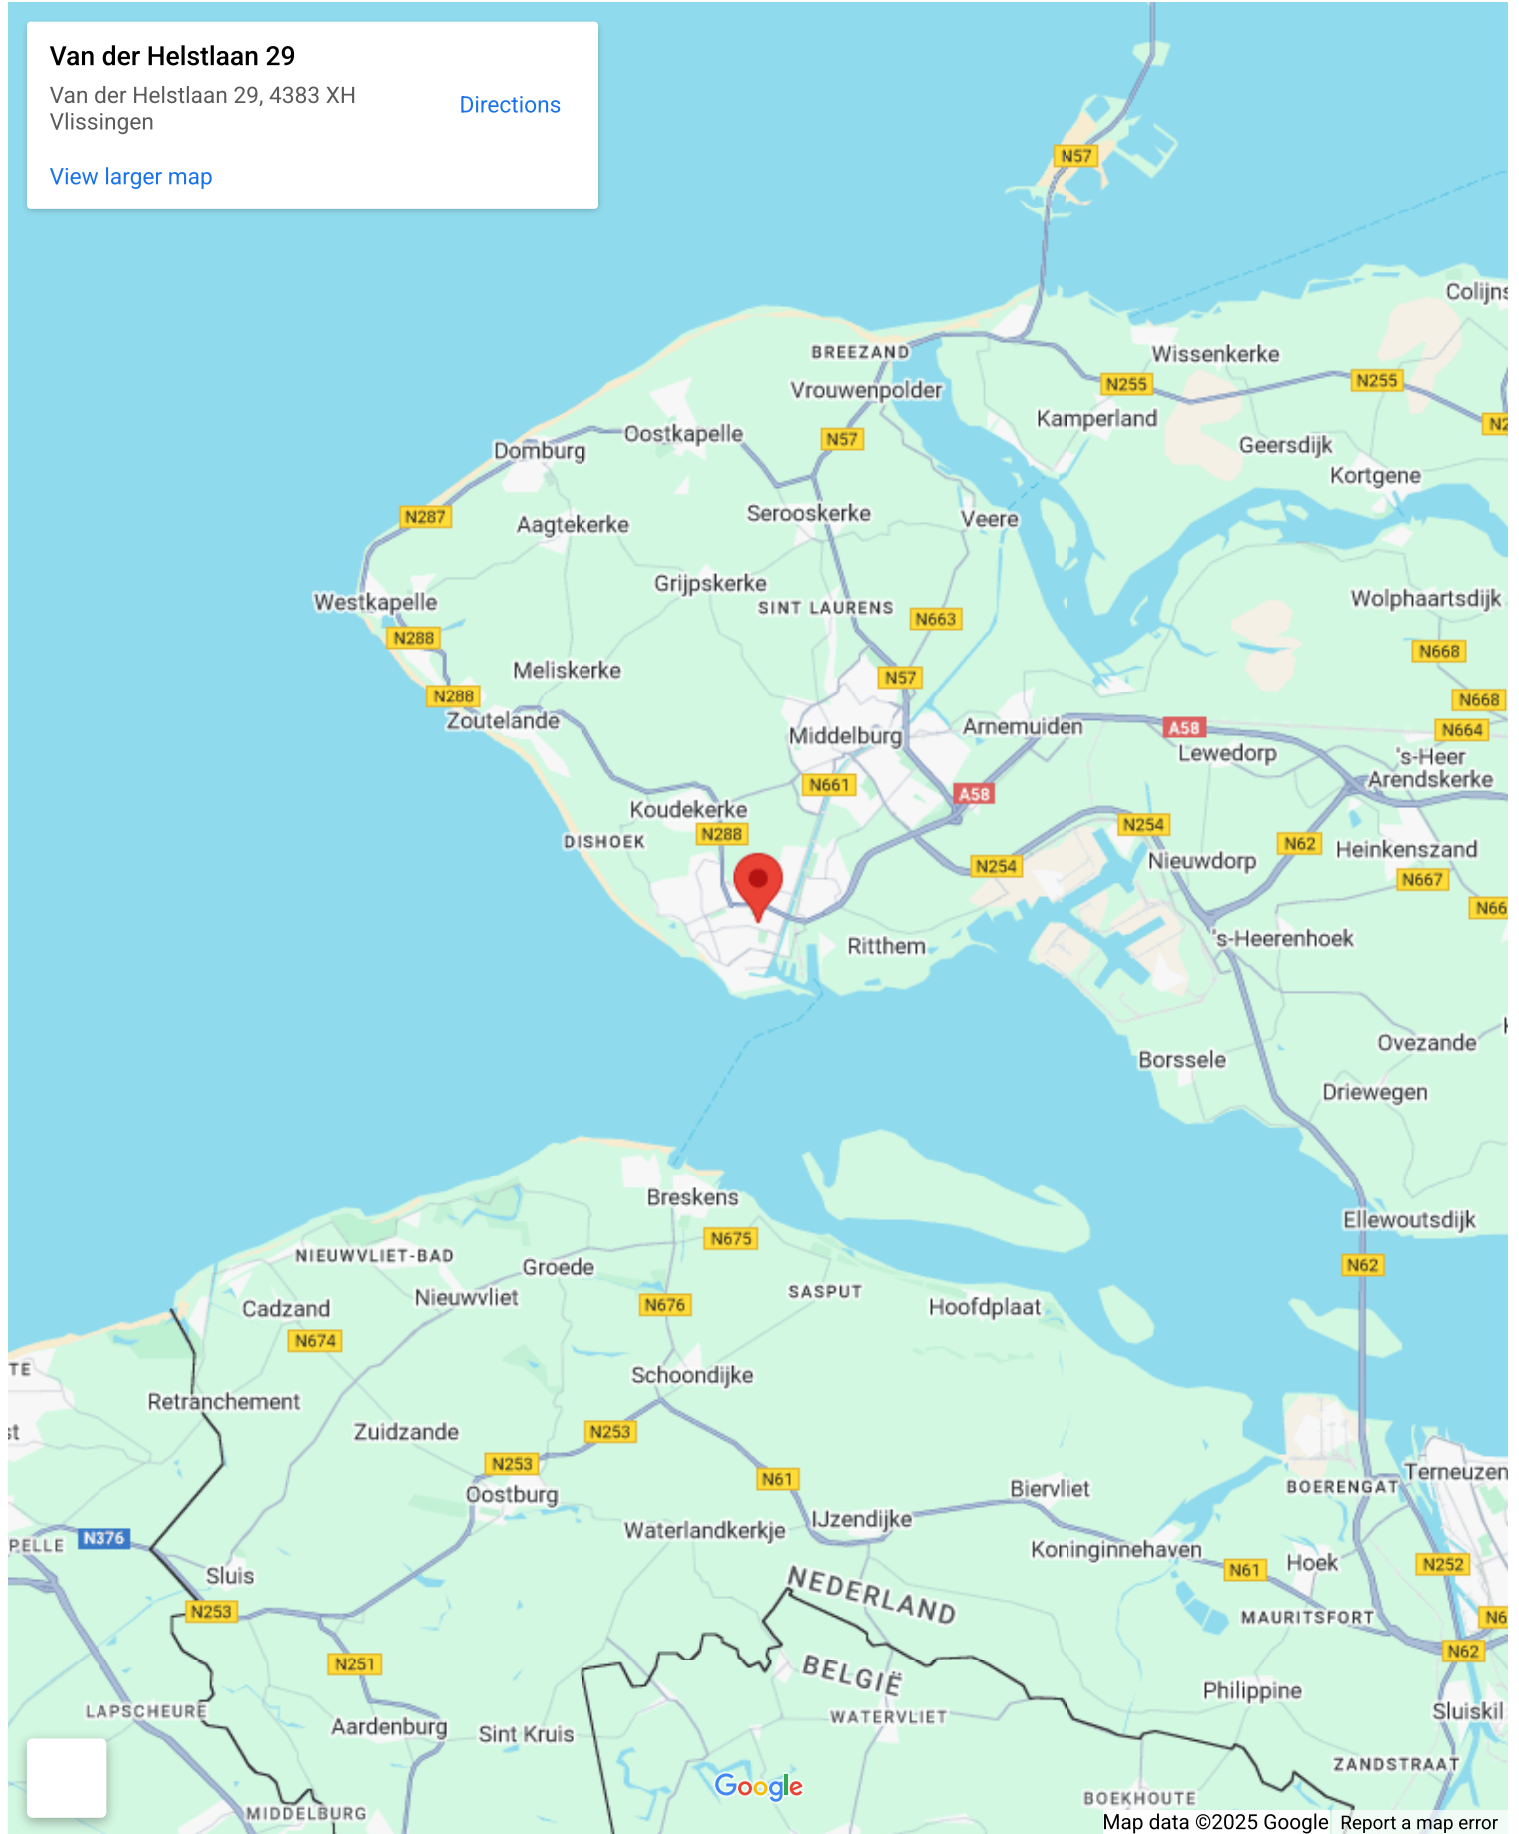 Van der Helstlaan 29
Van der Helstlaan 29, 4383 XH
Vlissingen
Directions
View larger map
N57
Colijns
BREEZAND
Wissenkerke
Vrouwenpolder
N255
N255
Kamperland
N2
Oostkapelle
N57
Domburg
Geersdijk
Kortgene
N287
Aagtekerke
Serooskerke
Veere
Grijpskerke
Westkapelle
SINT LAURENS
N663
Wolphaartsdijk
N288
N668
Meliskerke
N57
N288
N668
Zoutelande
Middelburg
Arnemuiden
A58
N664
Lewedorp
's-Heer
Arendskerke
N661
A58
Koudekerke
N288
DISHOEK
N254
N62
Heinkenszand
N254
Nieuwdorp
N667
N66
Ritthem
's-Heerenhoek
Borssele
Ovezande
Driewegen
Breskens
Ellewoutsdijk
N675
NIEUWVLIET-BAD
Groede
N62
SASPUT
Cadzand
Nieuwvliet
N676
Hoofdplaat
N674
TE
Schoondijke
Retranchement
st
Zuidzande
N253
N253
N61
Terneuzen
Oostburg
Biervliet
BOERENGAT
Waterlandkerkje
IJzendijke
PELLE
N376
Koninginnehaven
Sluis
N61
Hoek
N252
N253
NEDERLAND
MAURITSFORT
N6
N62
N251
BELGIË
Philippine
LAPSCHEURE
Aardenburg
Sint Kruis
WATERVLIET
Sluiskil
ZANDSTRAAT
Google
MIDDELBURG
BOEKHOUTE
Map data ©2025 Google
Report a map error